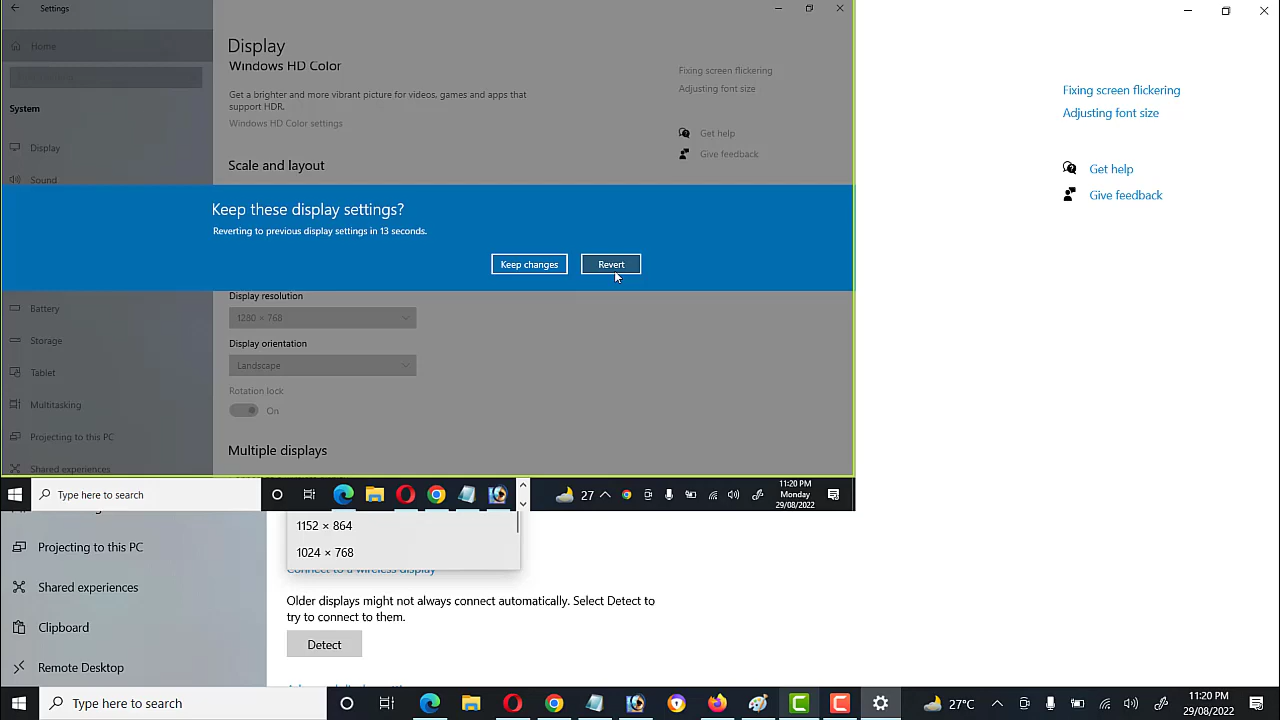 Settings
Home
System
Display
Sound
Battery
Storage
Tablet
Multitasking
Projecting to this PC
Shared experiences
Display
Windows HD Color
Get a brighter and more vibrant picture for videos, games and apps that
support HDR.
Windows HD Color settings
Scale and layout
Fixing screen flickering
Adjusting font size
Get help
Give feedback
Keep these display settings?
Reverting to previous display settings in 13 seconds.
Keep changes
Revert
Display resolution
1280 × 768
Display orientation
Landscape
Rotation lock
On
Multiple displays
Type here to search
27
11:20 PM
Monday
29/08/2022
Fixing screen flickering
Adjusting font size
Get help
Give feedback
1152 × 864
1024 × 768
Connect to a wireless display
Older displays might not always connect automatically. Select Detect to
try to connect to them.
Detect
Projecting to this PC
Shared experiences
Clipboard
Remote Desktop
Type here to search
27°C
11:20 PM
29/08/2022